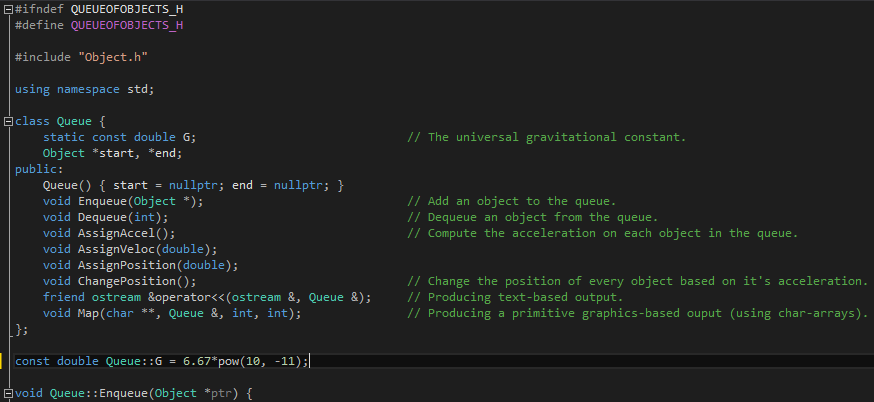 #ifndef QUEUEOFOBJECTS_H
#define QUEUEOFOBJECTS_H
#include "Object.h"
using namespace std;
class Queue {
static const double G; // The universal gravitational constant.
Object *start, *end;
public:
Queue() { start = nullptr; end = nullptr; }
void Enqueue(Object *); // Add an object to the queue.
void Dequeue(int); // Dequeue an object from the queue.
void AssignAccel(); // Compute the acceleration on each object in the queue.
void AssignVeloc(double);
void AssignPosition(double);
void ChangePosition(); // Change the position of every object based on it's acceleration.
friend ostream &operator<<(ostream &, Queue &); // Producing text-based output.
void Map(char **, Queue &, int, int); // Producing a primitive graphics-based ouput (using char-arrays).
};
const double Queue::G = 6.67*pow(10, -11);
void Queue::Enqueue(Object *ptr) {